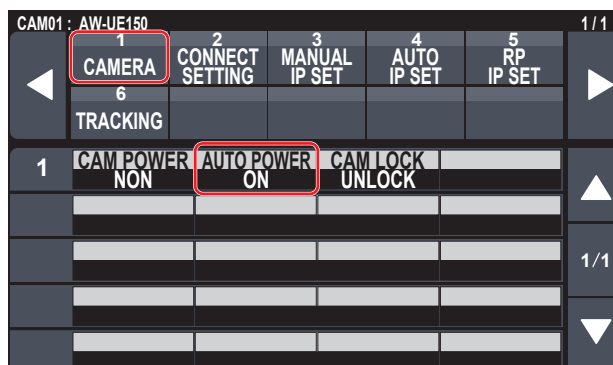 CAM01 : AW-UE150 1/1
1 2 3 4 5
CAMERA CONNECT SETTING MANUAL IP SET AUTO IP SET RP IP SET
6
TRACKING
1 CAM POWER AUTO POWER CAM LOCK
NON ON UNLOCK
1/1